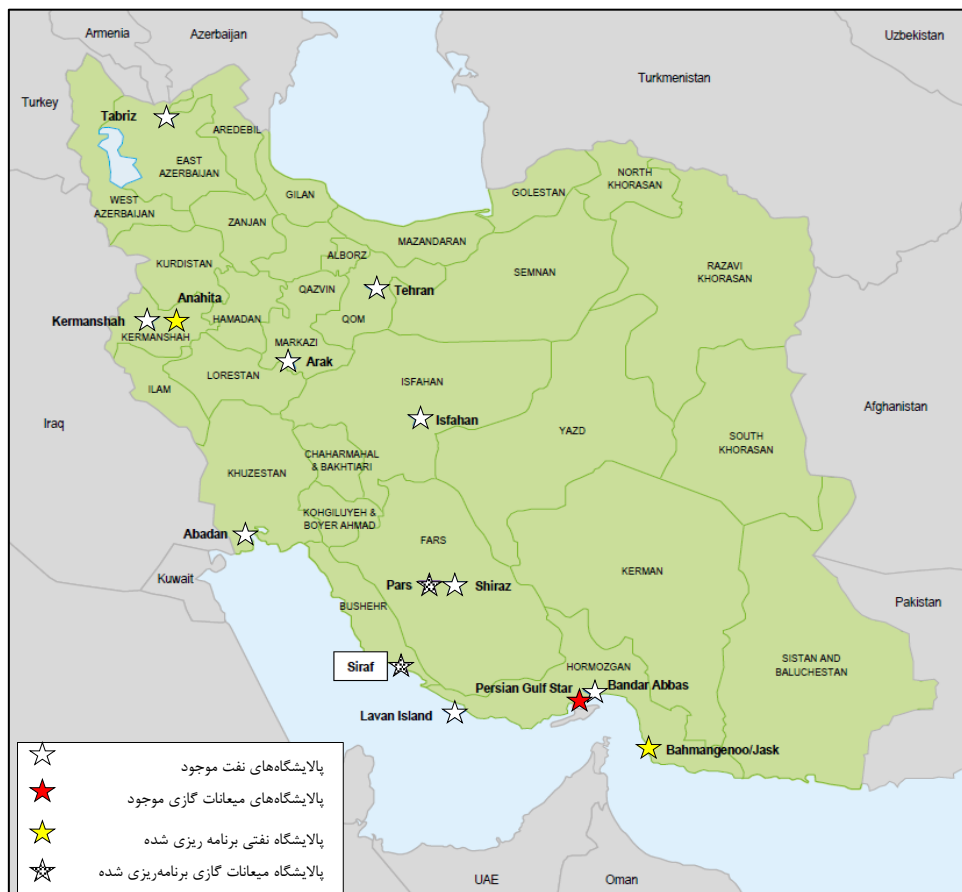 Armenia
Azerbaijan
Uzbekistan
Turkmenistan
Turkey
Tabriz
AREDEBIL
EAST
AZERBAIJAN
WEST
AZERBAIJAN
GILAN
ZANJAN
GOLESTAN
NORTH
KHORASAN
MAZANDARAN
ALBORZ
KURDISTAN
SEMNAN
RAZAVI
KHORASAN
QAZVIN
Tehran
Anahita
Kermanshah
HAMADAN
QOM
KERMANSHAH
MARKAZI
Arak
LORESTAN
ILAM
ISFAHAN
Isfahan
Iraq
Afghanistan
YAZD
SOUTH
KHORASAN
CHAHARMAHAL
& BAKHTIARI
KHUZESTAN
KOHGILUYEH &
BOYER AHMAD
Abadan
FARS
Kuwait
Pars
Shiraz
KERMAN
BUSHEHR
Pakistan
Siraf
HORMOZGAN
SISTAN AND
BALUCHESTAN
Persian Gulf Star
Bandar Abbas
Lavan Island
Bahmangenoo/Jask
پالایشگاه‌های نفت موجود
پالایشگاه‌های میعانات گازی موجود
پالایشگاه نفتی برنامه ریزی شده
پالایشگاه میعانات گازی برنامه‌ریزی شده
UAE
Oman